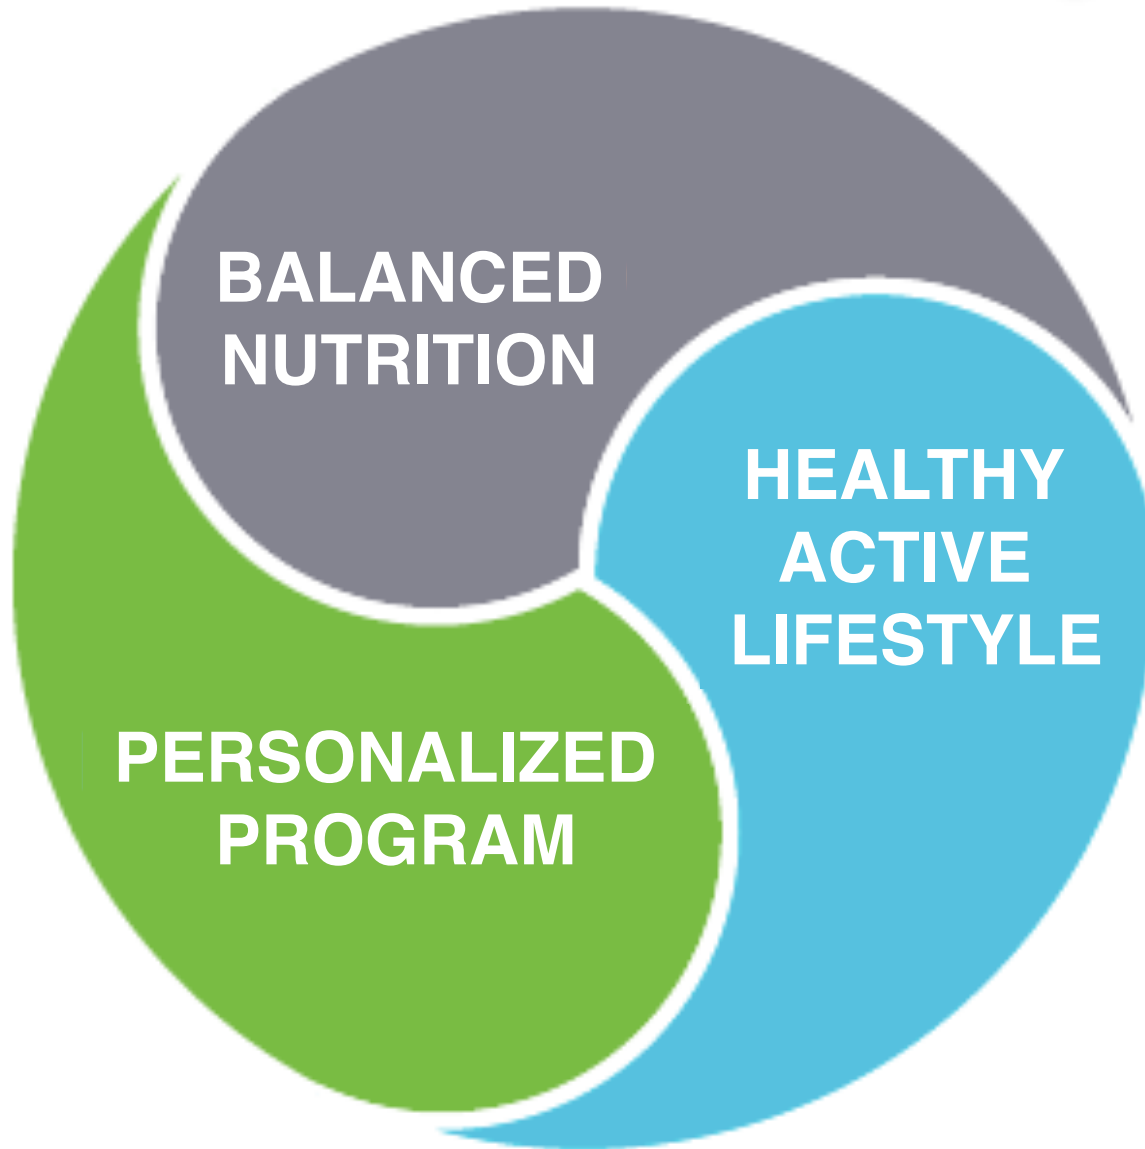 BALANCED
NUTRITION
HEALTHY
ACTIVE
LIFESTYLE
PERSONALIZED
PROGRAM